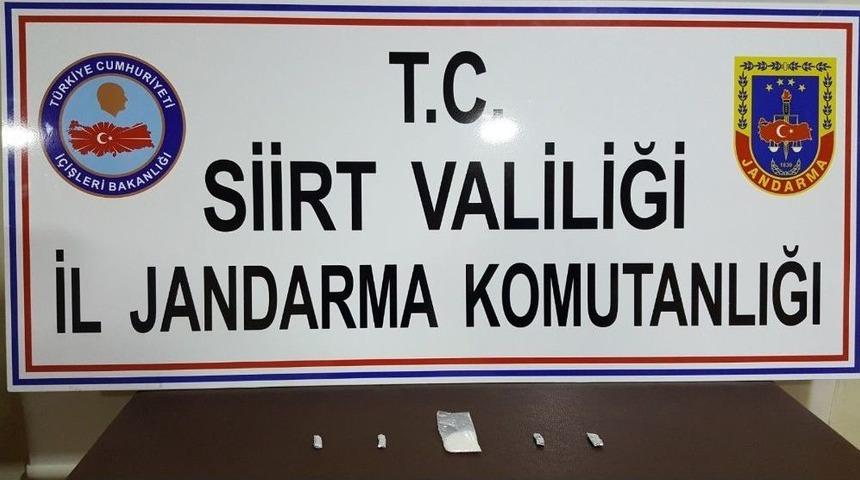 TÜRKİYE CUMHURİYETİ
İÇİŞLERİ BAKANLIĞI
T.C.
SİİRT VALİLİĞİ
İL JANDARMA KOMUTANLIĞI
1839
JANDARMA